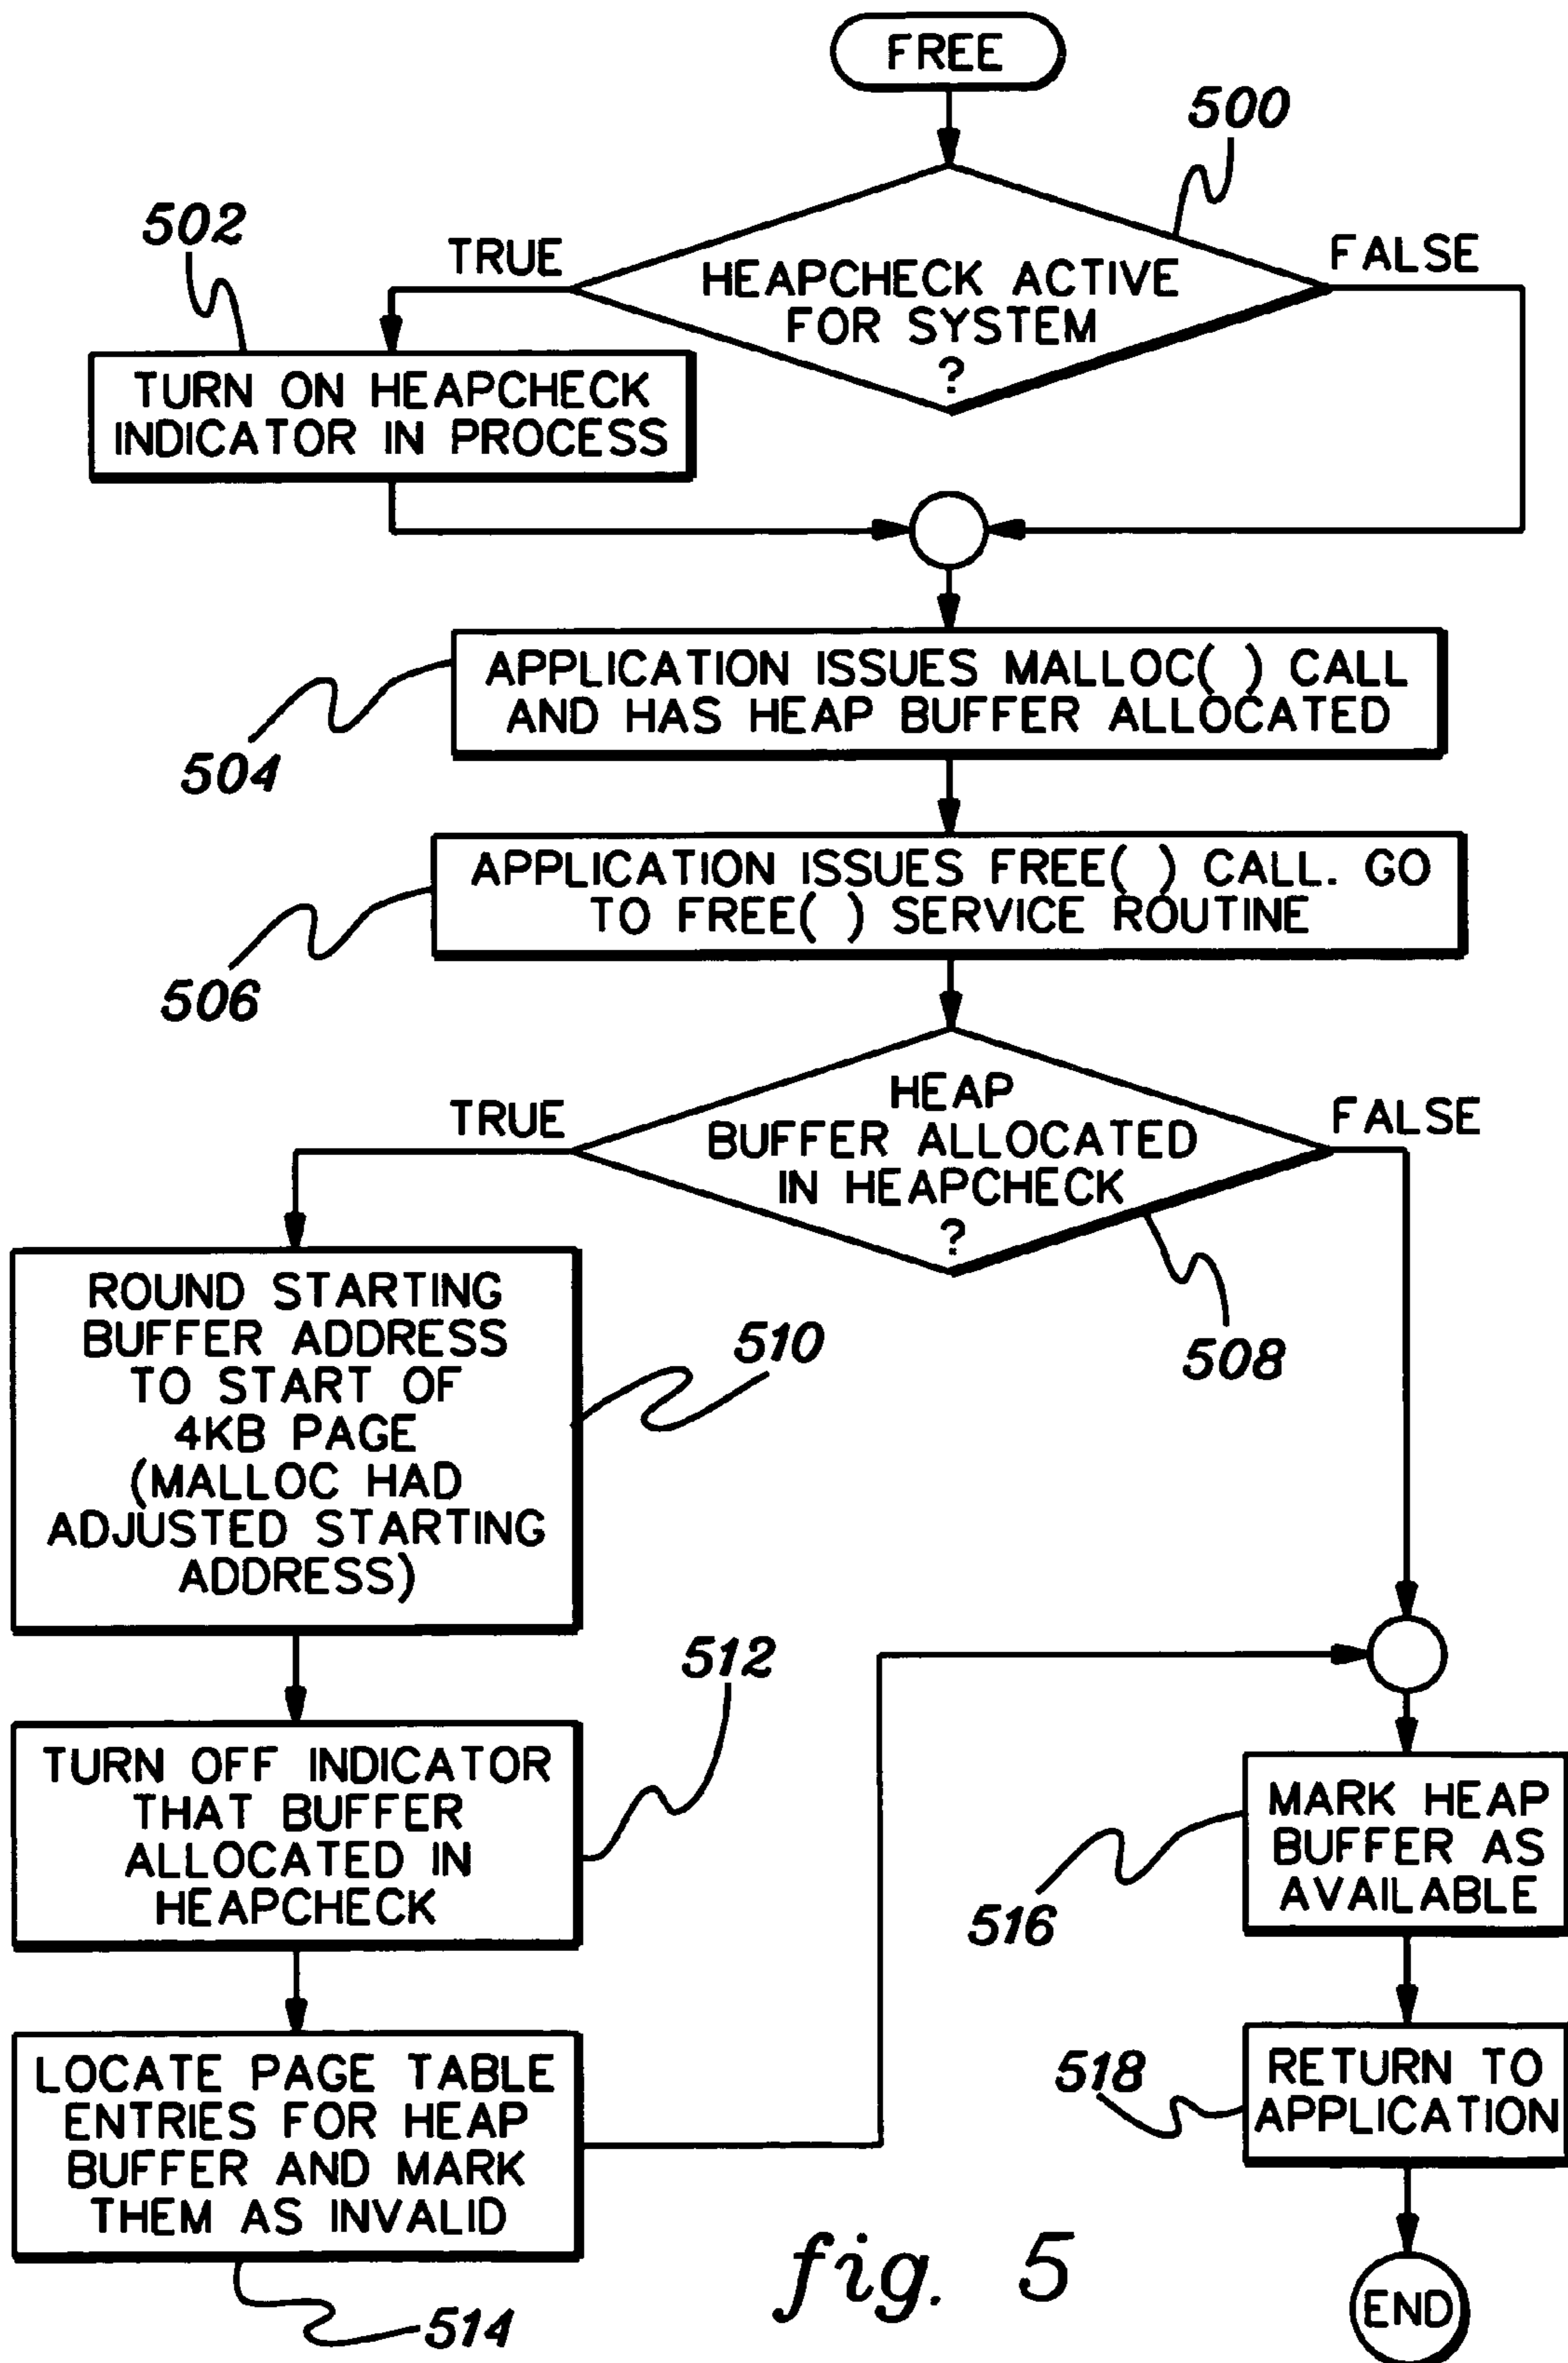 FREE
500
502
TRUE
FALSE
HEAPCHECK ACTIVE
FOR SYSTEM
?
TURN ON HEAPCHECK
INDICATOR IN PROCESS
APPLICATION ISSUES MALLOC( ) CALL
AND HAS HEAP BUFFER ALLOCATED
504
APPLICATION ISSUES FREE( ) CALL. GO
TO FREE( ) SERVICE ROUTINE
506
TRUE
FALSE
HEAP
BUFFER ALLOCATED
IN HEAPCHECK
?
508
ROUND STARTING
BUFFER ADDRESS
TO START OF
4KB PAGE
(MALLOC HAD
ADJUSTED STARTING
ADDRESS)
510
512
TURN OFF INDICATOR
THAT BUFFER
ALLOCATED IN
HEAPCHECK
MARK HEAP
BUFFER AS
AVAILABLE
516
LOCATE PAGE TABLE
ENTRIES FOR HEAP
BUFFER AND MARK
THEM AS INVALID
514
518
RETURN TO
APPLICATION
END
fig. 5